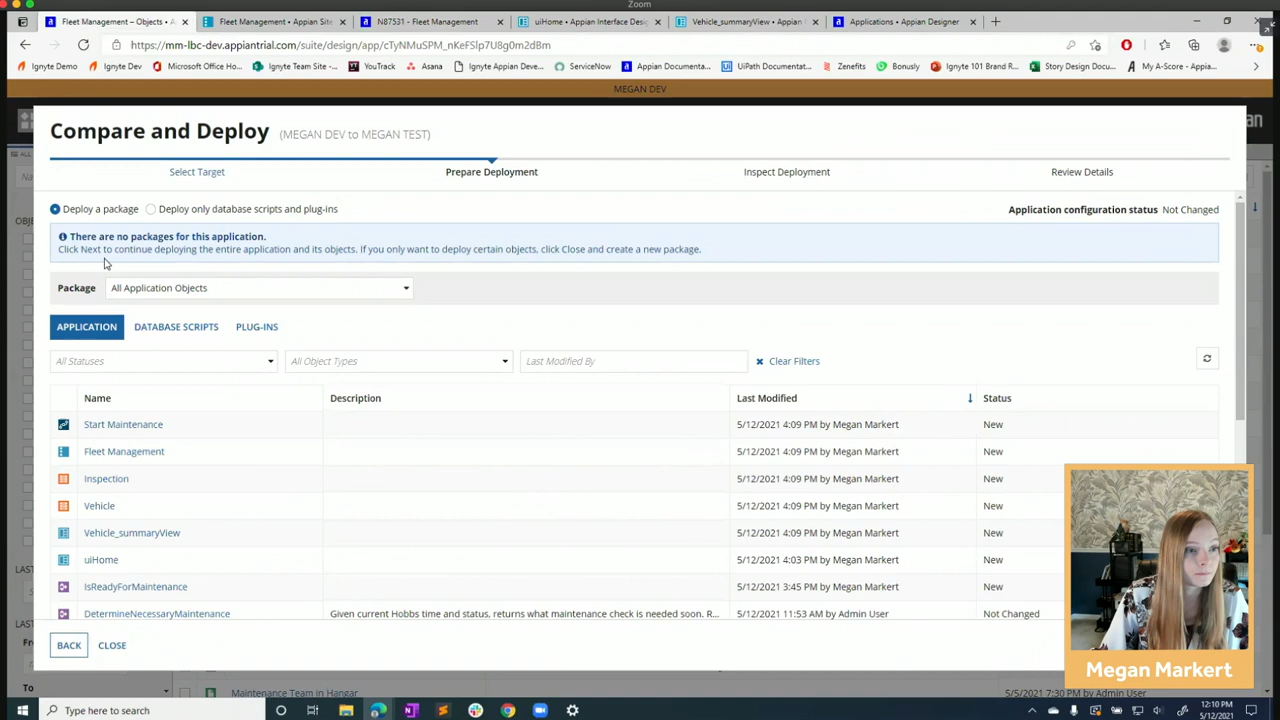 Zoom
Fleet Management – Objects • A
Fleet Management • Appian Site
N87531 - Fleet Management
uiHome • Appian Interface Desig
Vehicle_summaryView • Appian
Applications • Appian Designer
https://mm-lbc-dev.appiantrial.com/suite/design/app/cTyNMuSPM_nKeFSlp7U8g0m2dBm
Ignyte Demo
Ignyte Dev
Microsoft Office Ho...
Ignyte Team Site -...
YouTrack
Asana
Ignyte Appian Deve...
ServiceNow
Appian Documenta...
UiPath Documentat...
Zenefits
Bonusly
Ignyte 101 Brand R...
Story Design Docu...
My A-Score - Appia...
MEGAN DEV
Compare and Deploy (MEGAN DEV to MEGAN TEST)
Select Target
Prepare Deployment
Inspect Deployment
Review Details
Deploy a package
Deploy only database scripts and plug-ins
Application configuration status Not Changed
There are no packages for this application.
Click Next to continue deploying the entire application and its objects. If you only want to deploy certain objects, click Close and create a new package.
Package
All Application Objects
APPLICATION
DATABASE SCRIPTS
PLUG-INS
All Statuses
All Object Types
Last Modified By
Clear Filters
Name Description Last Modified Status
Start Maintenance 5/12/2021 4:09 PM by Megan Markert New
Fleet Management 5/12/2021 4:09 PM by Megan Markert New
Inspection 5/12/2021 4:09 PM by Megan Markert New
Vehicle 5/12/2021 4:09 PM by Megan Markert New
Vehicle_summaryView 5/12/2021 4:09 PM by Megan Markert New
uiHome 5/12/2021 4:03 PM by Megan Markert New
IsReadyForMaintenance 5/12/2021 3:45 PM by Megan Markert New
DetermineNecessaryMaintenance Given current Hobbs time and status, returns what maintenance check is needed soon. R... 5/12/2021 11:53 AM by Admin User Not Changed
BACK
CLOSE
Megan Markert
To
Maintenance Team in Hangar
5/5/2021 7:30 PM by Admin User
Type here to search
12:10 PM
5/12/2021